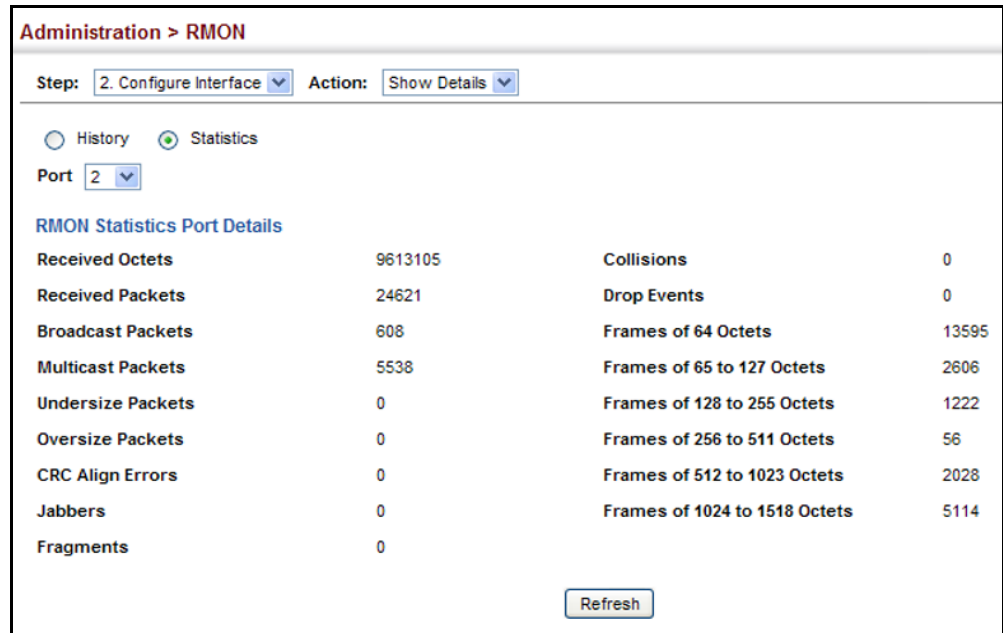 Administration > RMON
Step: 2. Configure Interface Action: Show Details
History Statistics
Port 2
RMON Statistics Port Details
Received Octets 9613105 Collisions 0
Received Packets 24621 Drop Events 0
Broadcast Packets 608 Frames of 64 Octets 13595
Multicast Packets 5538 Frames of 65 to 127 Octets 2606
Undersize Packets 0 Frames of 128 to 255 Octets 1222
Oversize Packets 0 Frames of 256 to 511 Octets 56
CRC Align Errors 0 Frames of 512 to 1023 Octets 2028
Jabbers 0 Frames of 1024 to 1518 Octets 5114
Fragments 0
Refresh